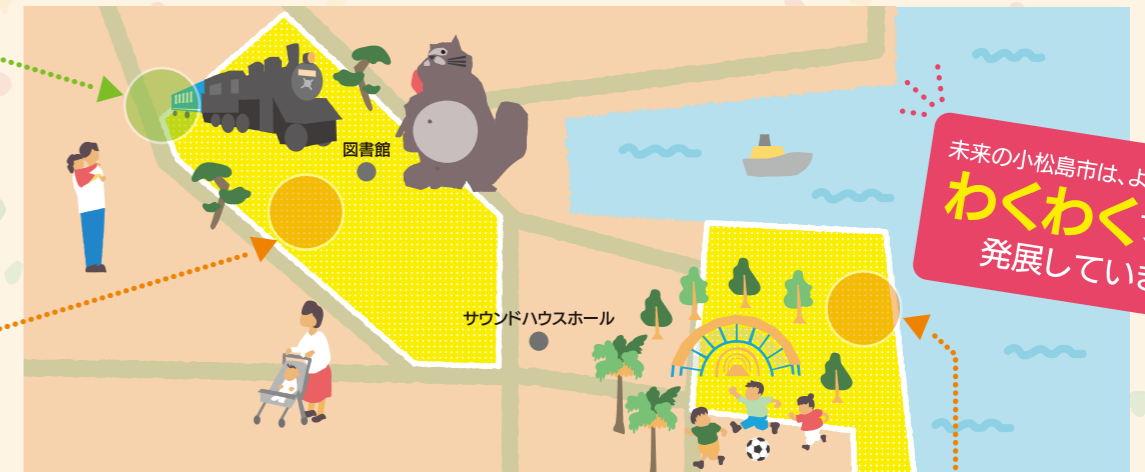 図書館
サウンドハウスホール
未来の小松島市は、よ
わくわく
発展してい